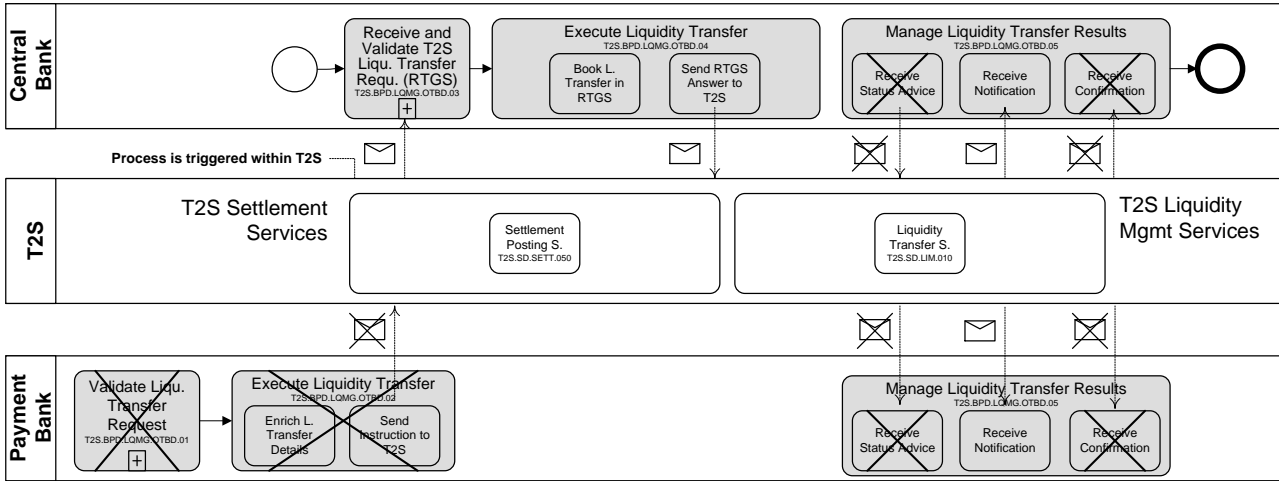 Central
Bank
Receive and
Validate T2S
Liqu. Transfer
Requ. (RTGS)
T2S.BPD.LQMG.OTBD.03
+
Execute Liquidity Transfer
T2S.BPD.LQMG.OTBD.04
Book L.
Transfer in
RTGS
Send RTGS
Answer to
T2S
Manage Liquidity Transfer Results
T2S.BPD.LQMG.OTBD.05
Receive
Status Advice
Receive
Notification
Receive
Confirmation
Process is triggered within T2S
T2S
T2S Settlement
Services
Settlement
Posting S.
T2S.SD.SETT.050
Liquidity
Transfer S.
T2S.SD.LIM.010
T2S Liquidity
Mgmt Services
Payment
Bank
Validate Liqu.
Transfer
Request
T2S.BPD.LQMG.OTBD.01
+
Execute Liquidity Transfer
T2S.BPD.LQMG.OTBD.02
Enrich L.
Transfer
Details
Send
Instruction to
T2S
Manage Liquidity Transfer Results
T2S.BPD.LQMG.OTBD.05
Receive
Status Advice
Receive
Notification
Receive
Confirmation